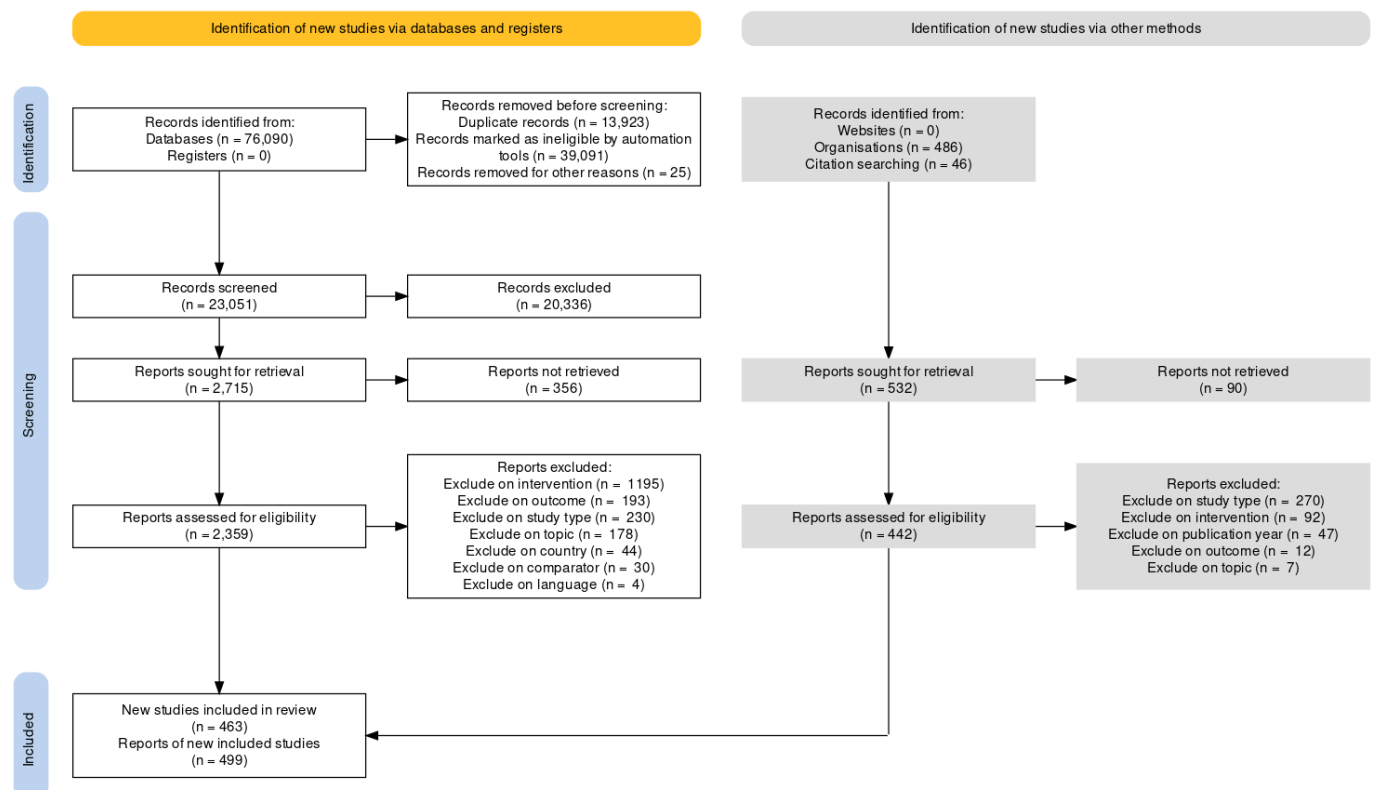 Identification of new studies via databases and registers
Identification of new studies via other methods
Identification
Records identified from:
Databases (n = 76,090)
Registers (n = 0)
Records removed before screening:
Duplicate records (n = 13,923)
Records marked as ineligible by automation
tools (n = 39,091)
Records removed for other reasons (n = 25)
Records identified from:
Websites (n = 0)
Organisations (n = 486)
Citation searching (n = 46)
Screening
Records screened
(n = 23,051)
Records excluded
(n = 20,336)
Reports sought for retrieval
(n = 2,715)
Reports not retrieved
(n = 356)
Reports sought for retrieval
(n = 532)
Reports not retrieved
(n = 90)
Reports assessed for eligibility
(n = 2,359)
Reports excluded:
Exclude on intervention (n =  1195)
Exclude on outcome (n =  193)
Exclude on study type (n =  230)
Exclude on topic (n =  178)
Exclude on country (n =  44)
Exclude on comparator (n =  30)
Exclude on language (n =  4)
Reports assessed for eligibility
(n = 442)
Reports excluded:
Exclude on study type (n =  270)
Exclude on intervention (n =  92)
Exclude on publication year (n =  47)
Exclude on outcome (n =  12)
Exclude on topic (n =  7)
Included
New studies included in review
(n = 463)
Reports of new included studies
(n = 499)